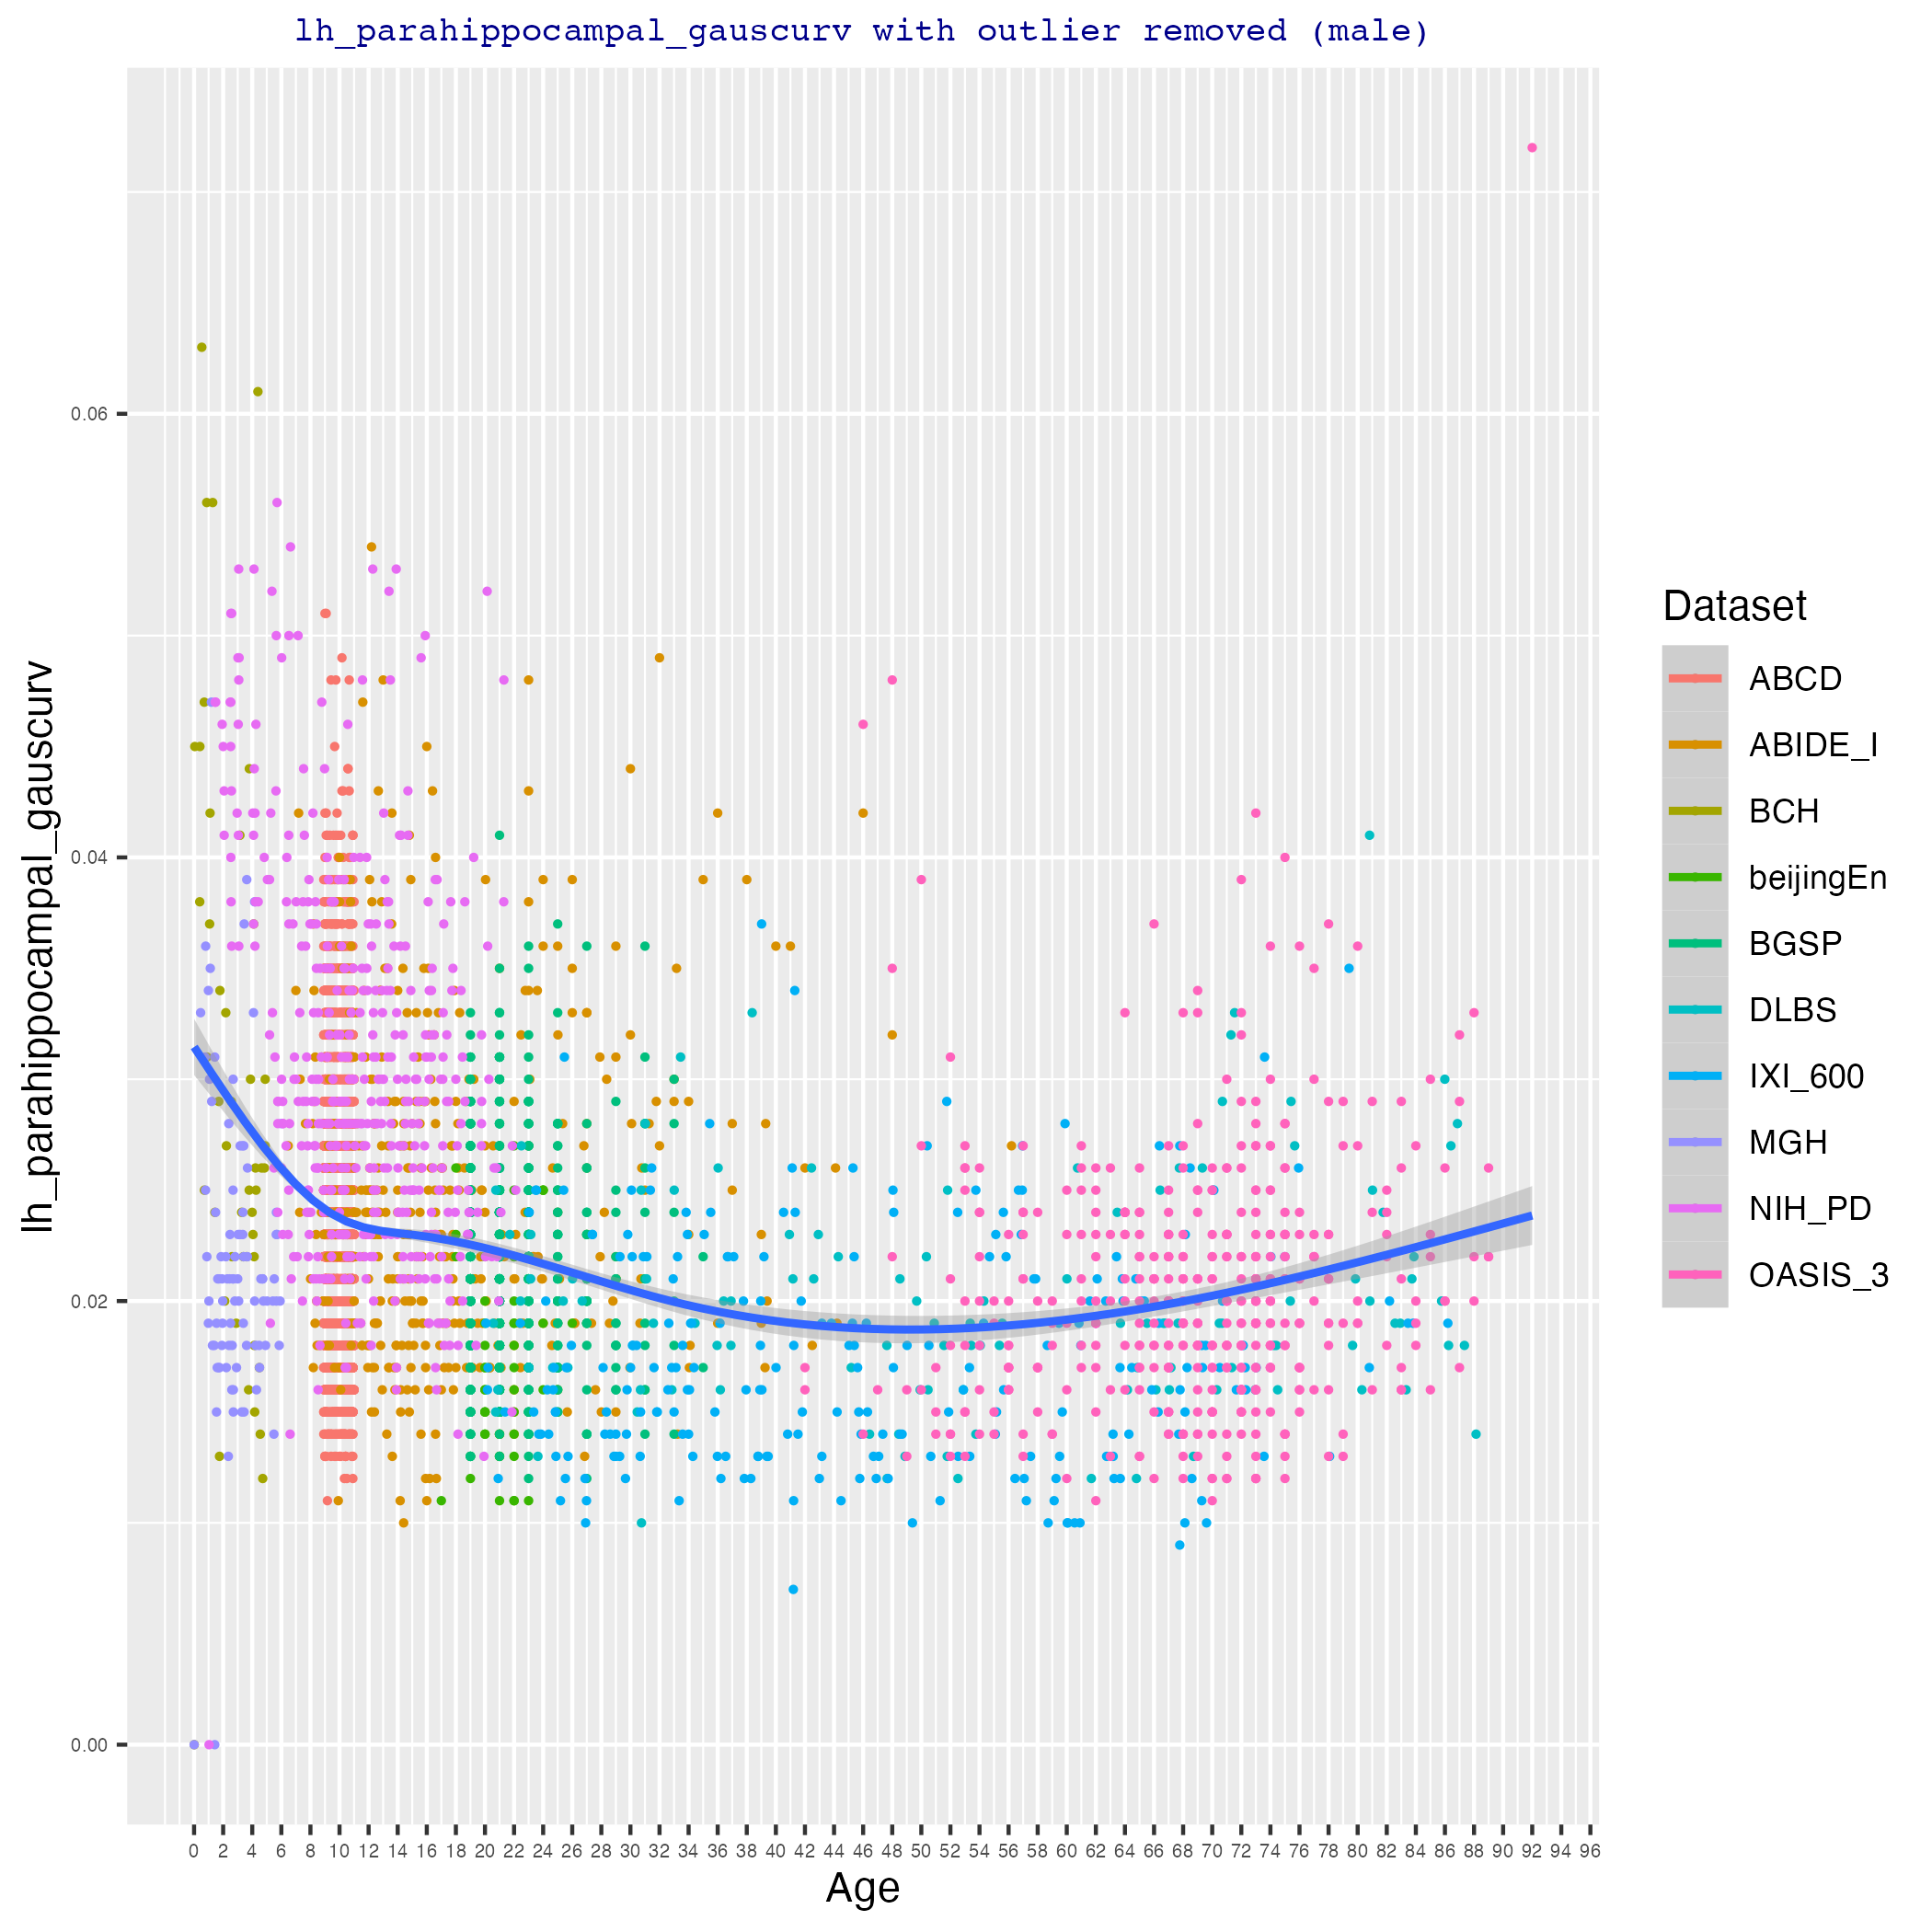 lh_parahippocampal_gauscurv with outlier removed (male)
lh_parahippocampal_gauscurv
0.06
0.04
0.02
0.00
0 2 4 6 8 10 12 14 16 18 20 22 24 26 28 30 32 34 36 38 40 42 44 46 48 50 52 54 56 58 60 62 64 66 68 70 72 74 76 78 80 82 84 86 88 90 92 94 96
Age
Dataset
ABCD
ABIDE_I
BCH
beijingEn
BGSP
DLBS
IXI_600
MGH
NIH_PD
OASIS_3